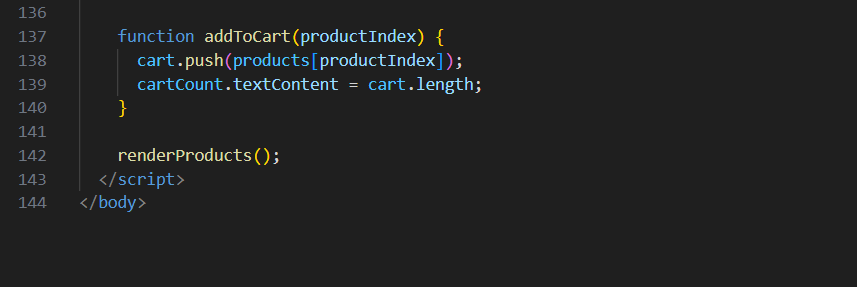 136
137 function addToCart(productIndex) {
138 cart.push(products[productIndex]);
139 cartCount.textContent = cart.length;
140 }
141
142 renderProducts();
143 </script>
144 </body>